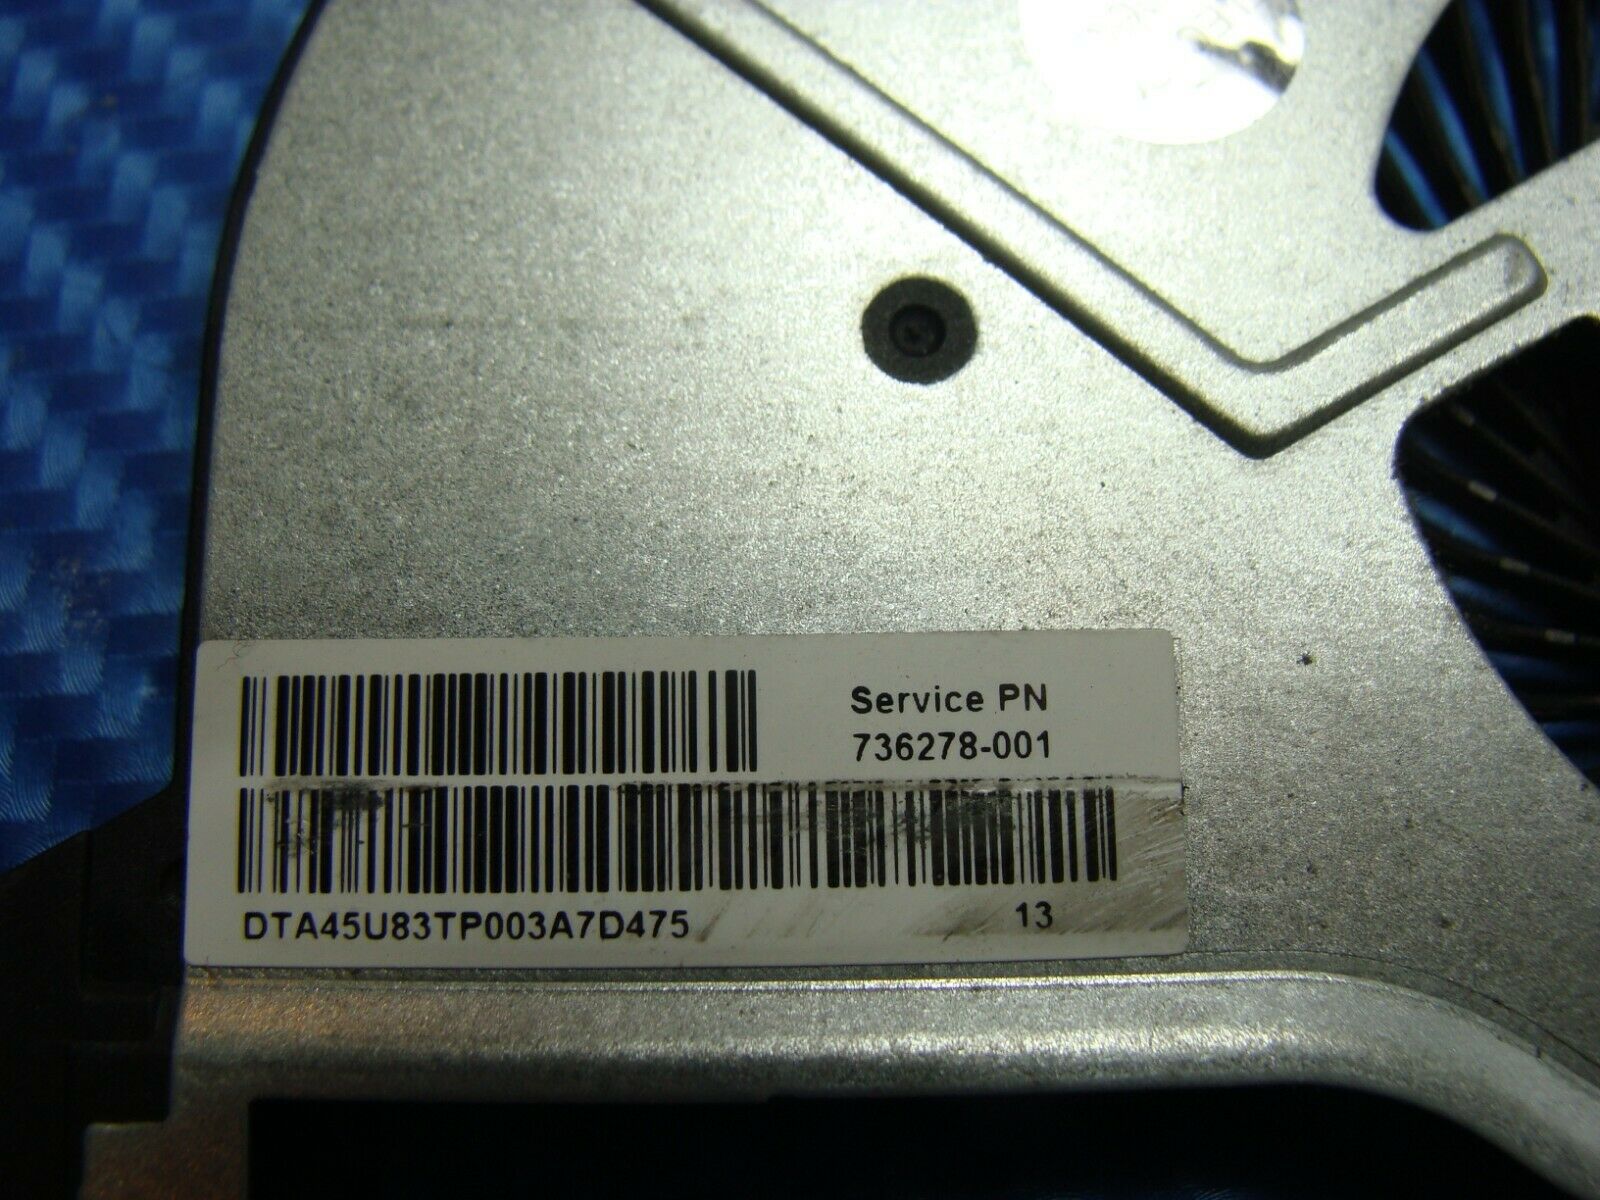 Service PN
736278-001
DTA45U83TP003A7D475
13